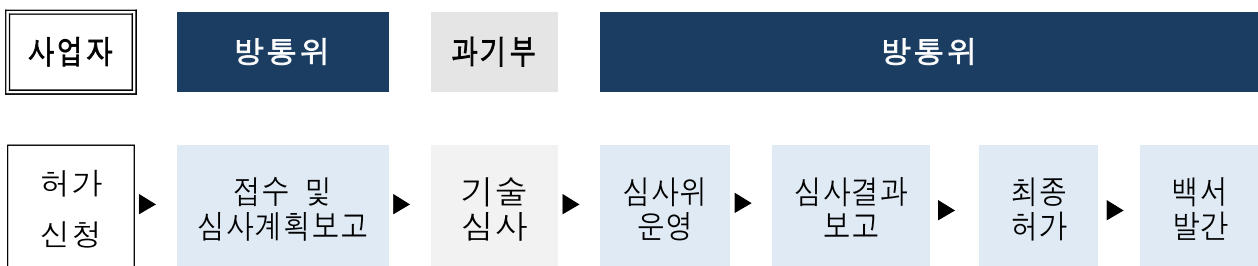 사업자
방통위
과기부
방통위
허가
신청
접수 및
심사계획보고
기술
심사
심사위
운영
심사결과
보고
최종
허가
백서
발간